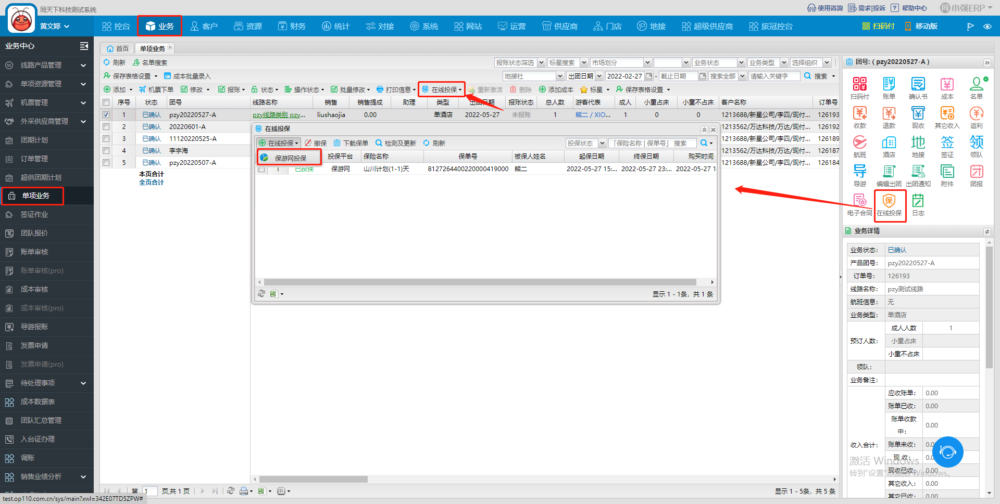 同天下科技测试系统
使用咨询 需求|投诉 帮助中心 同小强ERP
黄文婷
控台 业务 客户 资源 财务 统计 对接 系统 网站 运营 供应商 门店 地接 超级供应商 旅冠控台 扫码付 移动版
业务中心
线路产品管理
单项资源管理
机票管理
外采供应商管理
团期计划
订单管理
超供团期计划
单项业务
签证作业
团队报价
账单审核
账单审核(pro)
成本审核
成本审核(pro)
导游报账
发票申请
发票申请(pro)
待处理事项
成本数据表
团队汇总管理
入台证办理
调账
销售业绩分析
test.op110.com.cn/sys/main?xwl=342E07TD5ZPW#
首页 单项业务
刷新 名单搜索 报账状态筛选 标星搜索 市场划分 业务状态 业务类型 选择组织
保存表格设置 成本批量录入 地接社 出团日期 2022-02-27 - 截止日期 搜索全部 请输入关键字 搜索
添加 机票下单 修改 报账 状态 操作状态 批量修改 打印信息 在线投保 重新激活 删除 添加成本 标星 保存表格设置
序号 状态 团号 线路名称 销售 销售提成 助理 类型 出团日期 报账状态 总人数 游客代表 成人 小童占床 小童不占床 客户名称 订单号
1 已确认 pzy20220527-A pzy线路类别 pzy... liushaojia 0.00 单酒店 2022-05-27 未报账 1 熊二 / XIO... 1 0 0 1213688/新星公司/李四/现付... 126193
2 已确认 20220601-A 1213562/万达科技/万达/现付... 126192
3 已确认 11120220525-A 1213689/新星公司/李四/现付... 126189
4 已确认 李宇海 1213562/万达科技/万达/现付... 126187
5 已确认 pzy20220507-A 1213688/新星公司/李四/现付... 126184
本页合计
全页合计
在线投保
在线投保 撤保 下载保单 检测及更新 刷新 投保状态 「保险名称 | 保单号」 搜索
保游网投保
投保平台 保险名称 保单号 被保人姓名 起保日期 终保日期 购买时间
1 已投保 保游网 山川计划(1-1)天 8127264400220000419000 熊二 2022-05-27 15:... 2022-05-27 23:... 2022-05-27 1
显示 1 - 1条，共 1 条
第 1 页,共 1 页
显示 1 - 5条，共 5 条
团号: ( pzy20220527-A )
扫码付 账单 确认书 成本 名单
收款 退款 现收 其它收入 返利
航班 酒店 地接 签证 领队
导游 编辑出团 出团通知 附件 团报
电子合同 在线投保 日志
业务详情
业务状态: 已确认
产品团号: pzy20220527-A
订单号: 126193
线路名称: pzy测试线路
航班信息: 无
业务类型: 单酒店
预订人数: 成人人数 1
小童占床
小童不占床
领队:
业务备注:
收入合计: 应收账单: 0.00
账单已收: 0.00
账单收款中: 0.00
账单未收:
现 收:
现收已收: 0.00
其它收入: 0.00
其它已收: 0.00
激活 Windows
转到"设置"以激活 Windows。